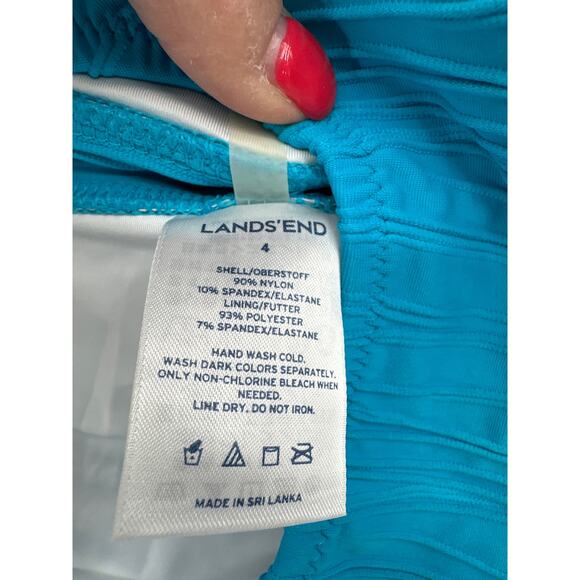 LANDS'END
4
SHELL/OBERSTOFF
90% NYLON
10% SPANDEX/ELASTANE
LINING/FUTTER
93% POLYESTER
7% SPANDEX/ELASTANE
HAND WASH COLD.
WASH DARK COLORS SEPARATELY.
ONLY NON-CHLORINE BLEACH WHEN
NEEDED.
LINE DRY. DO NOT IRON.
MADE IN SRI LANKA